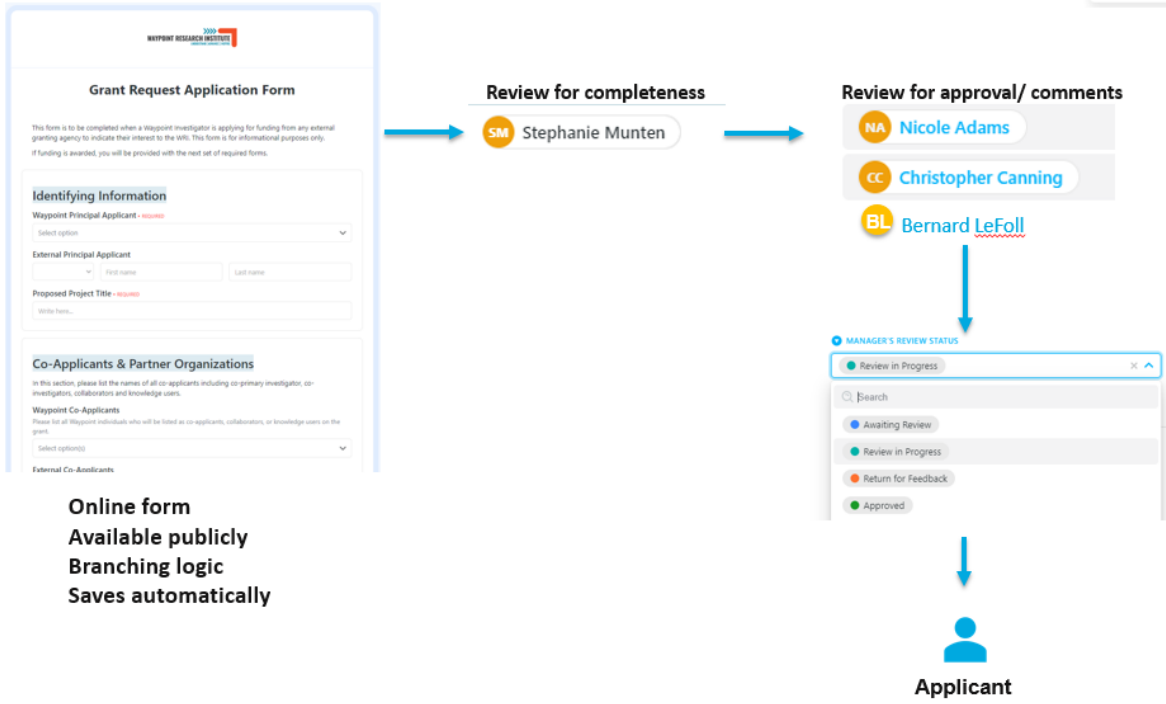 WAYPOINT RESEARCH INSTITUTE
Grant Request Application Form
This form is to be completed when a Waypoint Investigator is applying for funding from any external
granting agency to indicate their interest to the WRI. This form is for informational purposes only.
If funding is awarded, you will be provided with the next set of required forms.
Identifying Information
Waypoint Principal Applicant - REQUIRED
Select option
External Principal Applicant
First name
Last name
Proposed Project Title - REQUIRED
Write here...
Co-Applicants & Partner Organizations
In this section, please list the names of all co-applicants including co-primary investigator, co-
investigators, collaborators and knowledge users.
Waypoint Co-Applicants
Please list all Waypoint individuals who will be listed as co-applicants, collaborators, or knowledge users on the
grant.
Select option(s)
External Co-Applicants
Online form
Available publicly
Branching logic
Saves automatically
Review for completeness
SM Stephanie Munten
Review for approval/ comments
NA Nicole Adams
CC Christopher Canning
BL Bernard LeFoll
MANAGER'S REVIEW STATUS
Review in Progress
Search
Awaiting Review
Review in Progress
Return for Feedback
Approved
Applicant